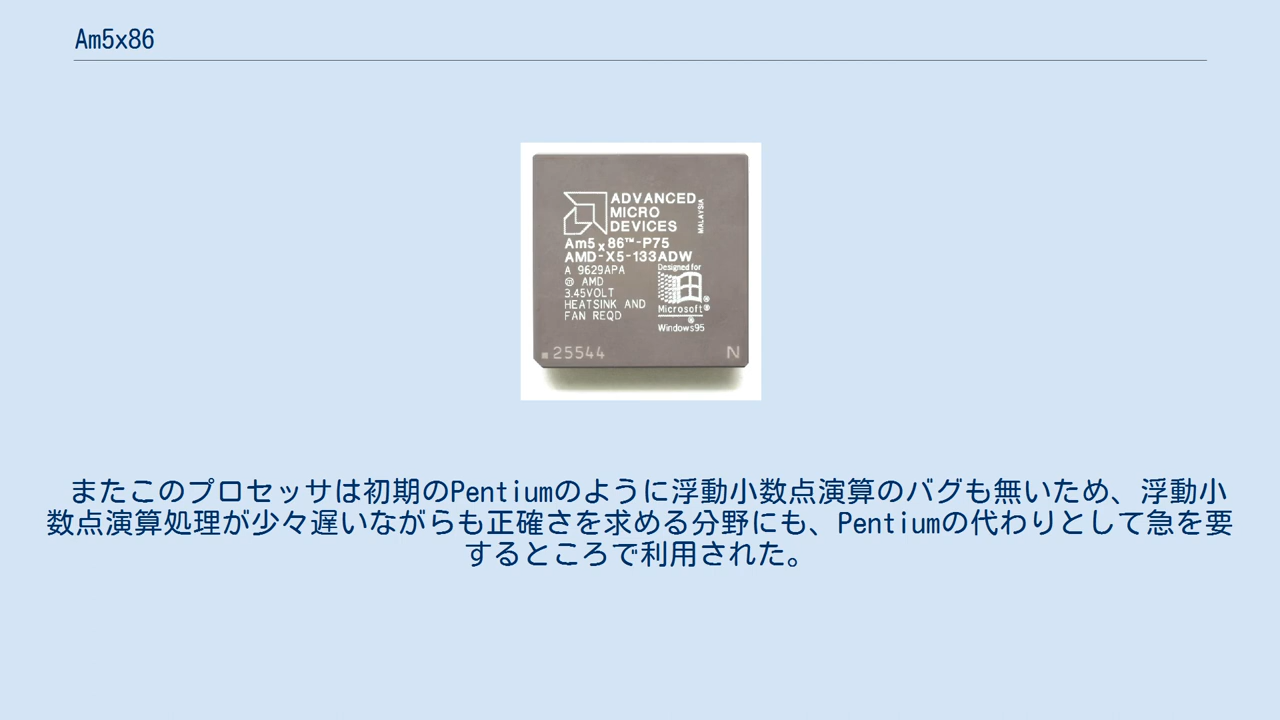 Am5x86
ADVANCED
MICRO
DEVICES
MALAYSIA
Am5x86™-P75
AMD-X5-133ADW
A 9629APA
Ⓜ AMD
3.45VOLT
HEATSINK AND
FAN REQD
Designed for
Microsoft®
Windows®95
25544
N
またこのプロセッサは初期のPentiumのように浮動小数点演算のバグも無いため、浮動小
数点演算処理が少々遅いながらも正確さを求める分野にも、Pentiumの代わりとして急を要
するところで利用された。